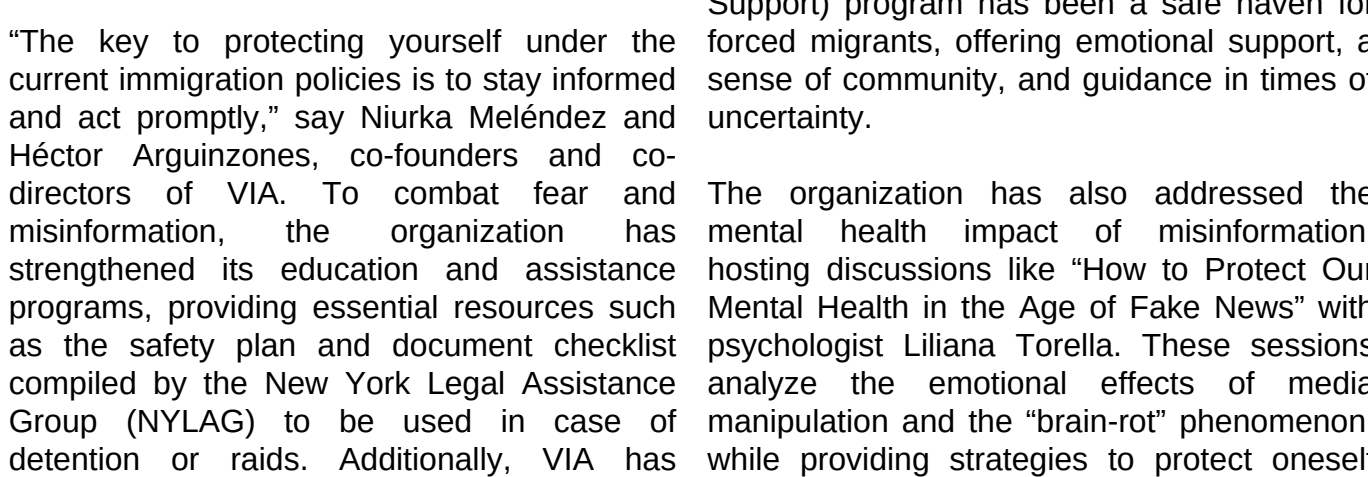 “The key to protecting yourself under the
current immigration policies is to stay informed
and act promptly,” say Niurka Meléndez and
Héctor Arguinzones, co-founders and co-
directors of VIA. To combat fear and
misinformation, the organization has
strengthened its education and assistance
programs, providing essential resources such
as the safety plan and document checklist
compiled by the New York Legal Assistance
Group (NYLAG) to be used in case of
detention or raids. Additionally, VIA has
Support) program has been a safe haven for
forced migrants, offering emotional support, a
sense of community, and guidance in times of
uncertainty.
The organization has also addressed the
mental health impact of misinformation
hosting discussions like “How to Protect Our
Mental Health in the Age of Fake News” with
psychologist Liliana Torella. These sessions
analyze the emotional effects of media
manipulation and the “brain-rot” phenomenon
while providing strategies to protect oneself